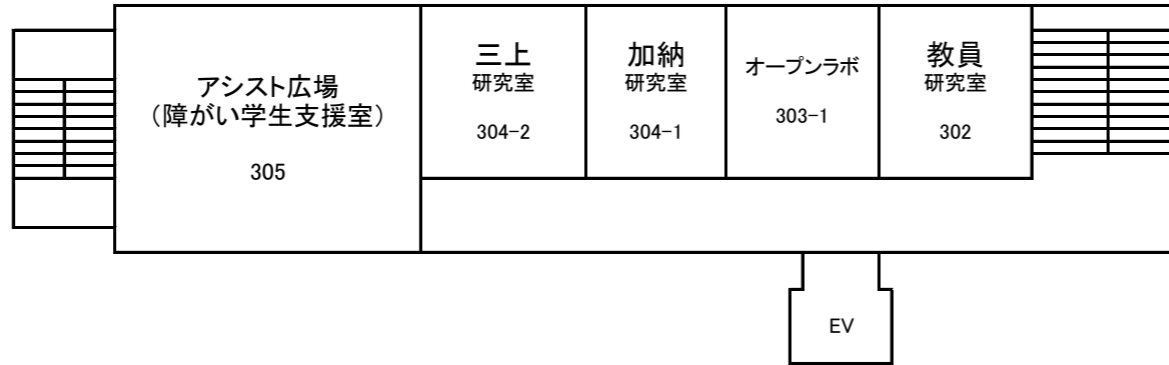 アシスト広場
(障がい学生支援室)
305
三上
研究室
304-2
加納
研究室
304-1
オープンラボ
303-1
教員
研究室
302
EV